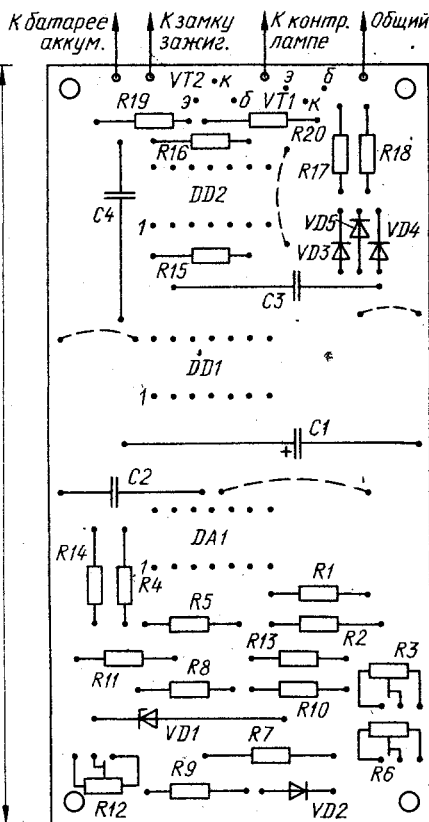 К батарее аккум.
К замку зажиг.
К контр. лампе
Общий
VT2 к
э б
R19 э б VT1 к
R16 R20 R17 R18
DD2
C4
VD5
1
VD3 VD4
R15
C3
DD1
1
+ C1
C2
DA1
R14 1 R4
R1
R5
R2
R13 R3
R11 R8
R10
VD1
R7
R6
R9
R12 VD2